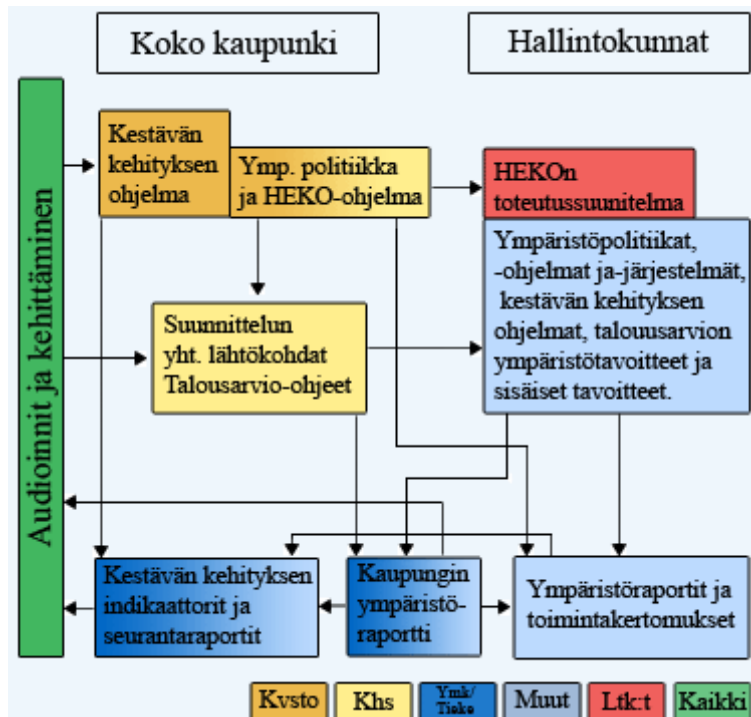 Koko kaupunki
Hallintokunnat
Audioinnit ja kehittäminen
Kestävän
kehityksen
ohjelma
Ymp. politiikka
ja HEKO-ohjelma
HEKOn
toteutussuunitelma
Ympäristöpolitiikat,
-ohjelmat ja-järjestelmät,
kestävän kehityksen
ohjelmat, talouusarvion
ympäristötavoitteet ja
sisäiset tavoitteet.
Suunnittelun
yht. lähtökohdat
Talousarvio-ohjeet
Kestävän kehityksen
indikaattorit ja
seurantaraportit
Kaupungin
ympäristö-
raportti
Ympäristöraportit ja
toimintakertomukset
Kvsto
Khs
Ymk/
Tieke
Muut
Ltk:t
Kaikki